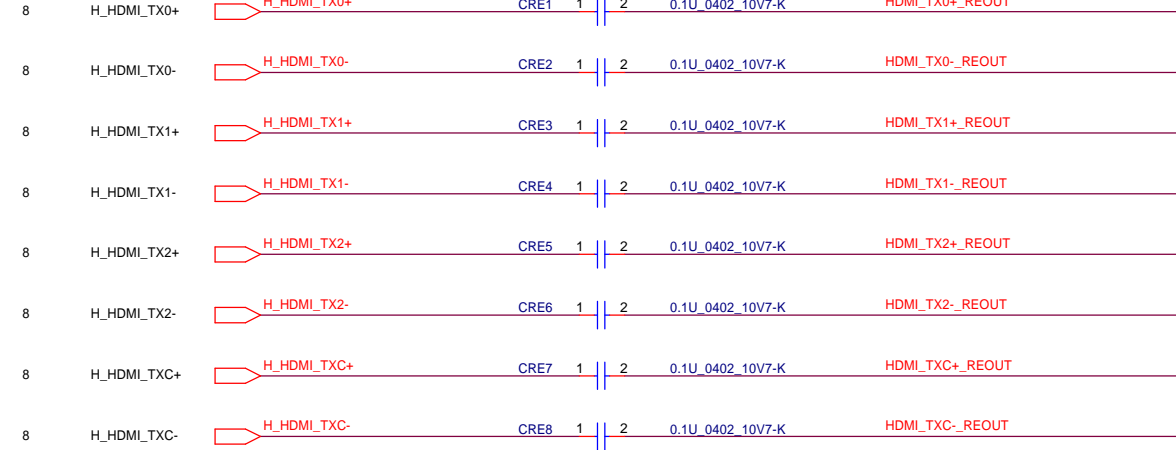 8 H_HDMI_TX0+ H_HDMI_TX0+ CRE1 1 2 0.1U_0402_10V7-K HDMI_TX0+_REOUT
8 H_HDMI_TX0- H_HDMI_TX0- CRE2 1 2 0.1U_0402_10V7-K HDMI_TX0-_REOUT
8 H_HDMI_TX1+ H_HDMI_TX1+ CRE3 1 2 0.1U_0402_10V7-K HDMI_TX1+_REOUT
8 H_HDMI_TX1- H_HDMI_TX1- CRE4 1 2 0.1U_0402_10V7-K HDMI_TX1-_REOUT
8 H_HDMI_TX2+ H_HDMI_TX2+ CRE5 1 2 0.1U_0402_10V7-K HDMI_TX2+_REOUT
8 H_HDMI_TX2- H_HDMI_TX2- CRE6 1 2 0.1U_0402_10V7-K HDMI_TX2-_REOUT
8 H_HDMI_TXC+ H_HDMI_TXC+ CRE7 1 2 0.1U_0402_10V7-K HDMI_TXC+_REOUT
8 H_HDMI_TXC- H_HDMI_TXC- CRE8 1 2 0.1U_0402_10V7-K HDMI_TXC-_REOUT